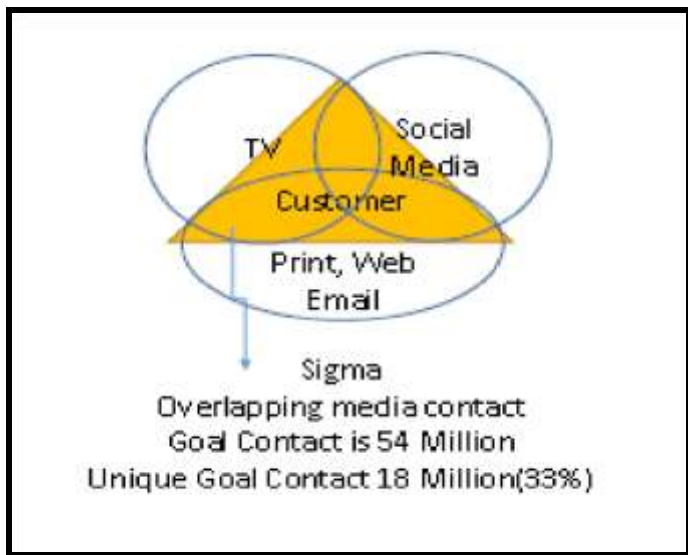 TV
Social
Media
Customer
Print, Web
Email
Sigma
Overlapping media contact
Goal Contact is 54 Million
Unique Goal Contact 18 Million(33%)